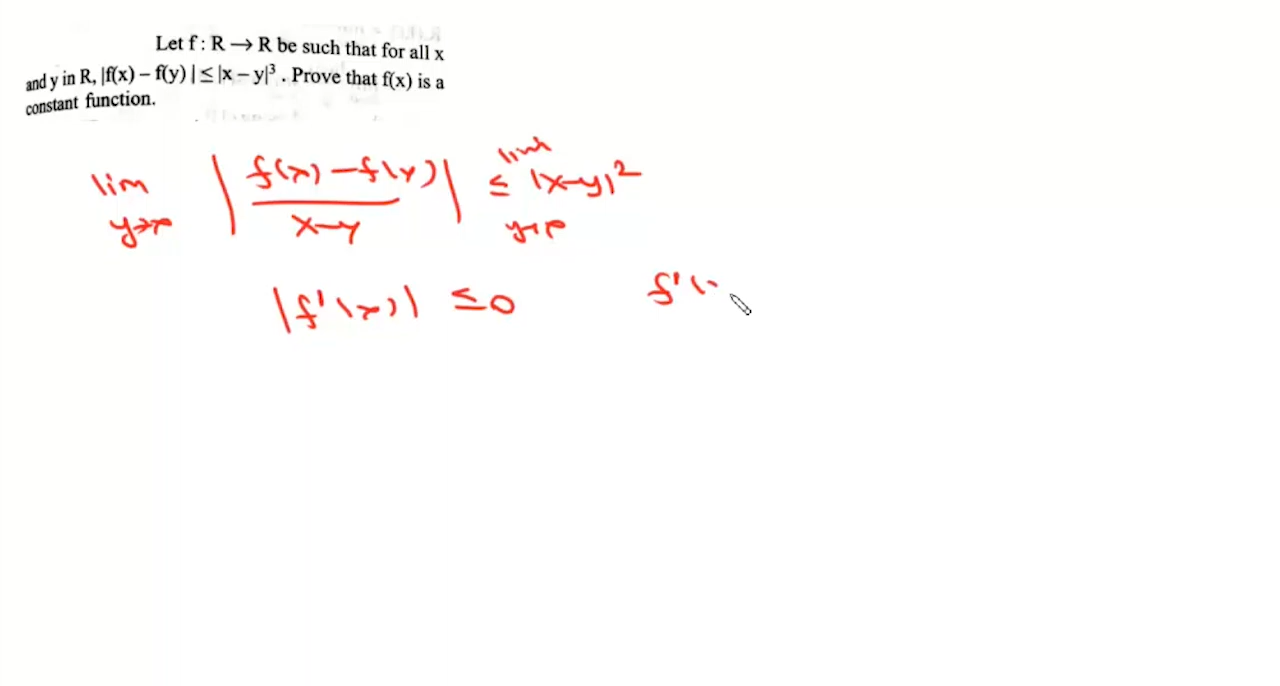 Let f : R → R be such that for all x
and y in R, |f(x) – f(y) | ≤ |x – y|³ . Prove that f(x) is a
constant function.
lim y→x | f(x) – f(y) / x–y | ≤ lim y→x |x–y|²
|f'(x)| ≤ 0 f'(